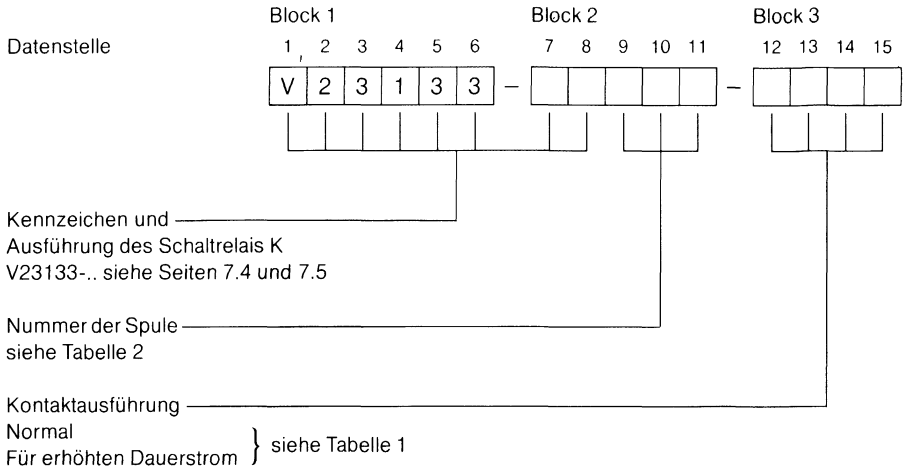 Block 1 Block 2 Block 3
Datenstelle 1, 2 3 4 5 6 7 8 9 10 11 12 13 14 15
V 2 3 1 3 3 – –
Kennzeichen und
Ausführung des Schaltrelais K
V23133-.. siehe Seiten 7.4 und 7.5
Nummer der Spule
siehe Tabelle 2
Kontaktausführung
Normal
Für erhöhten Dauerstrom } siehe Tabelle 1